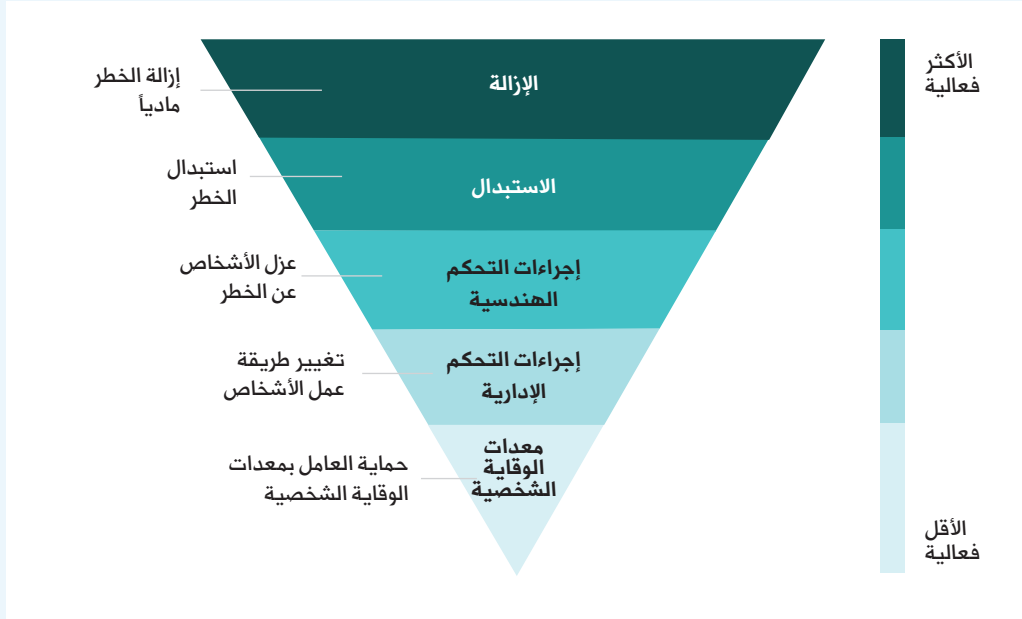 الأكثر
فعالية
الإزالة
إزالة الخطر
مادياً
الاستبدال
استبدال
الخطر
إجراءات التحكم
الهندسية
عزل الأشخاص
عن الخطر
إجراءات التحكم
الإدارية
تغيير طريقة
عمل الأشخاص
معدات
الوقاية
الشخصية
حماية العامل بمعدات
الوقاية الشخصية
الأقل
فعالية